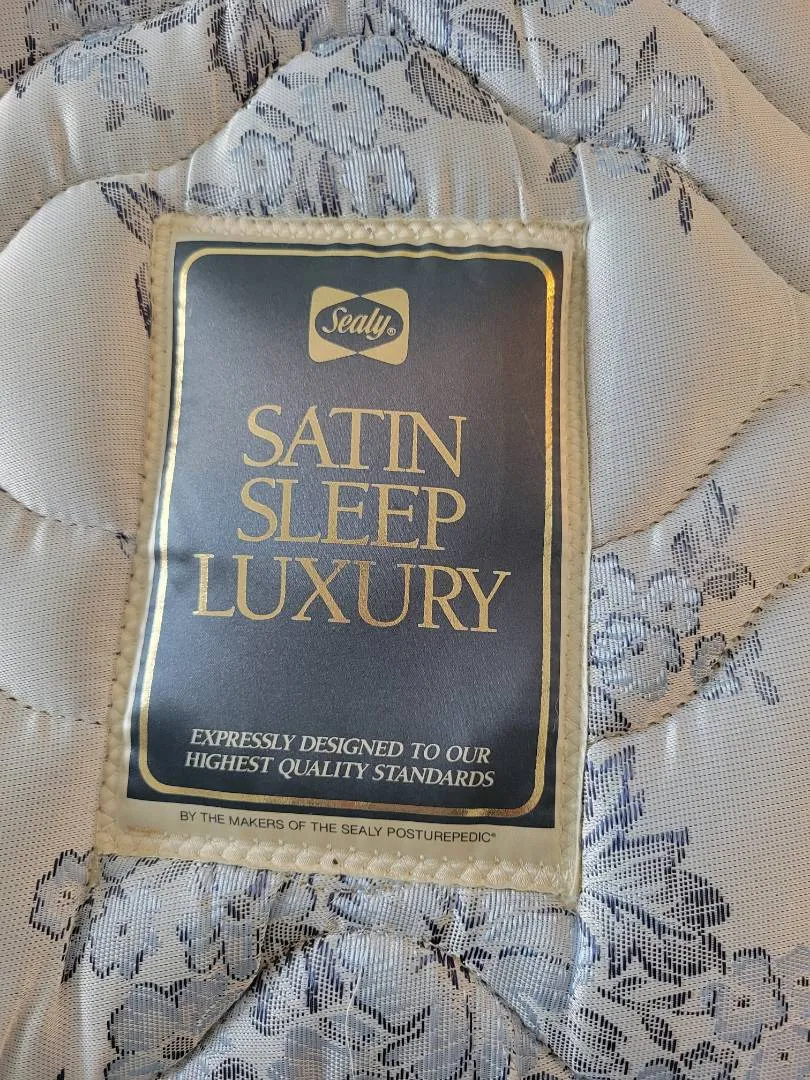 Sealy®
SATIN
SLEEP
LUXURY
EXPRESSLY DESIGNED TO OUR
HIGHEST QUALITY STANDARDS
BY THE MAKERS OF THE SEALY POSTUREPEDIC®